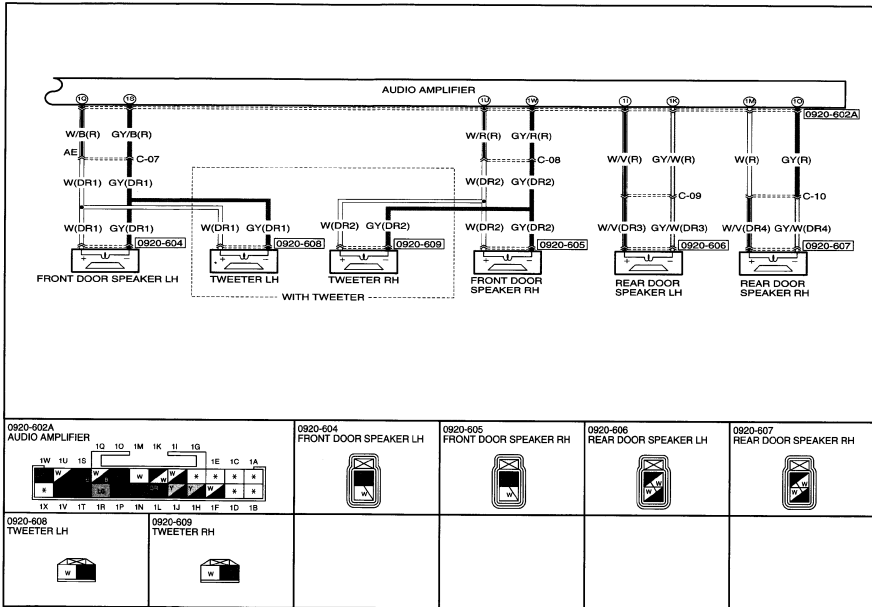 AUDIO AMPLIFIER
1Q 1S 1U 1W 1I 1K 1M 1O
0920-602A
W/B(R) GY/B(R) W/R(R) GY/R(R) W/V(R) GY/W(R) W(R) GY(R)
AE C-07 C-08
W(DR1) GY(DR1) W(DR2) GY(DR2)
C-09 C-10
W(DR1) GY(DR1) W(DR1) GY(DR1) W(DR2) GY(DR2) W(DR2) GY(DR2) W/V(DR3) GY/W(DR3) W/V(DR4) GY/W(DR4)
0920-604 0920-608 0920-609 0920-605 0920-606 0920-607
+ − + − + − + − + − + −
FRONT DOOR SPEAKER LH TWEETER LH TWEETER RH FRONT DOOR SPEAKER RH REAR DOOR SPEAKER LH REAR DOOR SPEAKER RH
WITH TWEETER
0920-602A
AUDIO AMPLIFIER
1Q 1O 1M 1K 1I 1G
1W 1U 1S 1E 1C 1A
W W W W * * *
* Y Y W * *
1X 1V 1T 1R 1P 1N 1L 1J 1H 1F 1D 1B
0920-604
FRONT DOOR SPEAKER LH
W
0920-605
FRONT DOOR SPEAKER RH
W
0920-606
REAR DOOR SPEAKER LH
W
W
0920-607
REAR DOOR SPEAKER RH
W
W
0920-608
TWEETER LH
W
0920-609
TWEETER RH
W